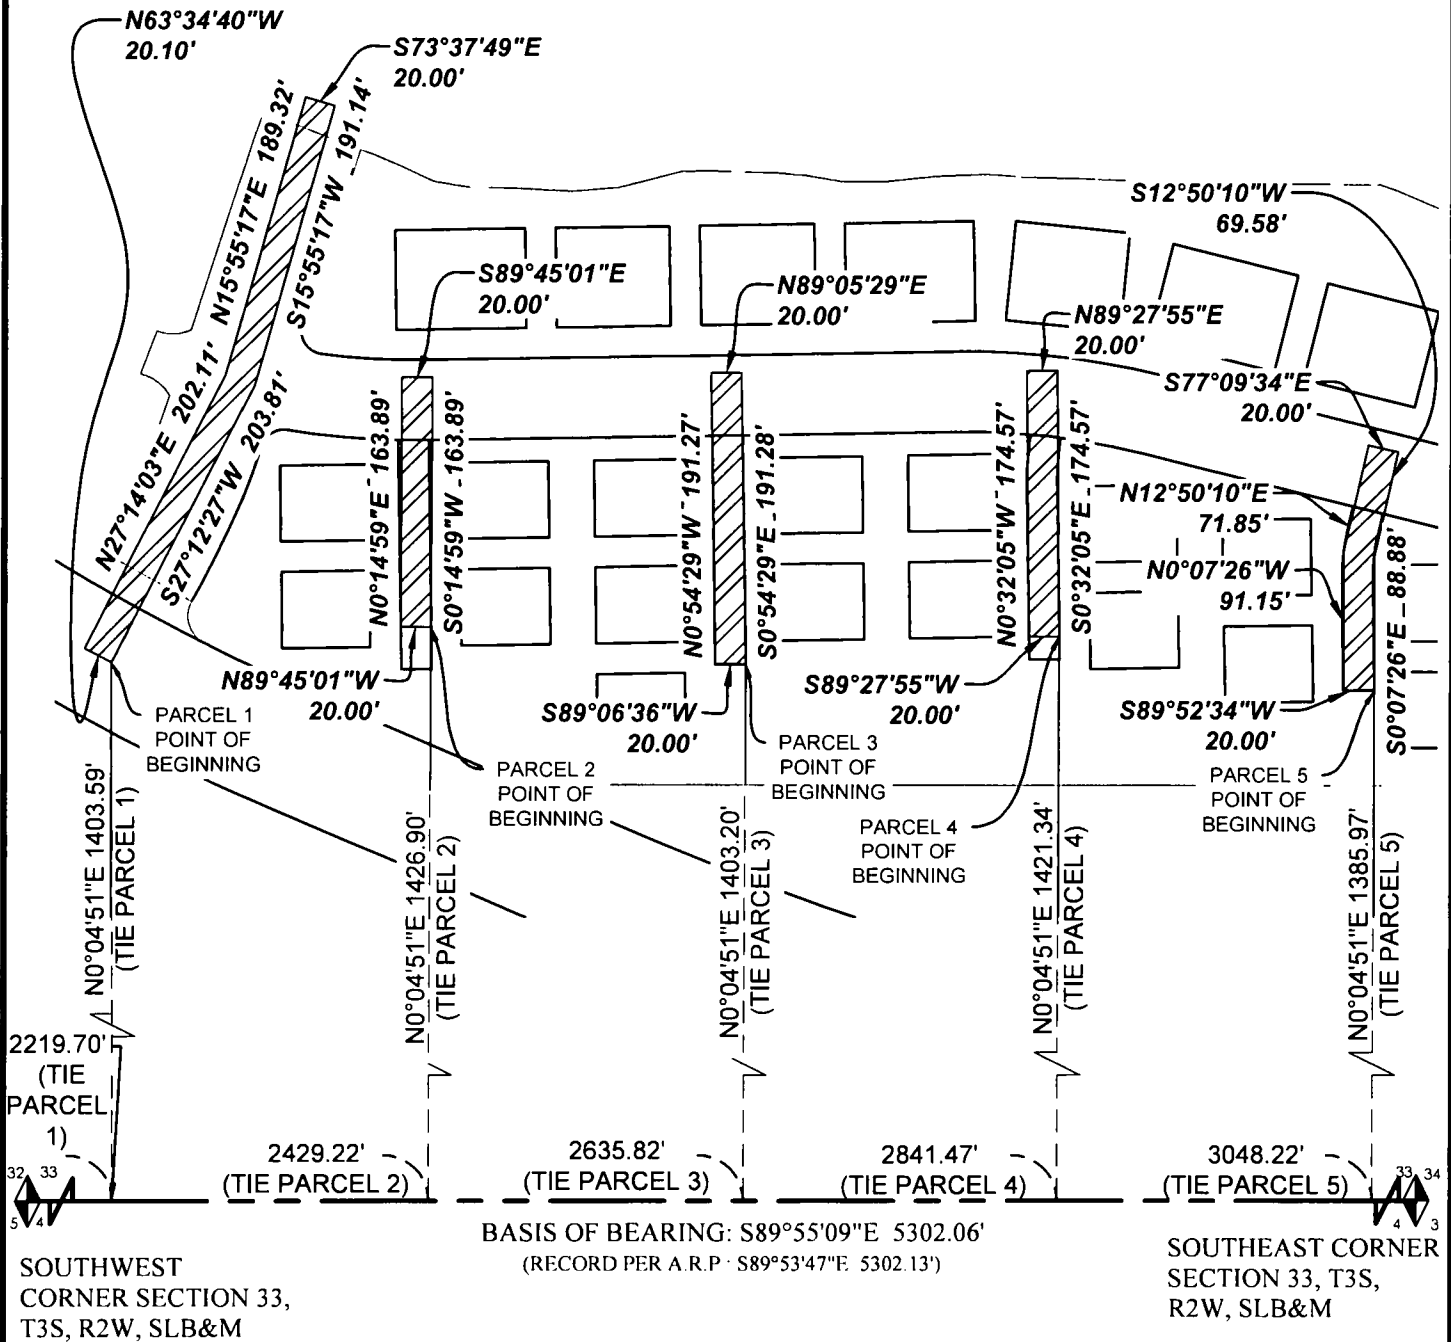 N63°34'40"W
20.10'
S73°37'49"E
20.00'
N15°55'17"E 189.32'
S15°55'17"W 191.14'
N27°14'03"E 202.11'
S27°12'27"W 203.81'
S12°50'10"W
69.58'
S89°45'01"E
20.00'
N89°05'29"E
20.00'
N89°27'55"E
20.00'
S77°09'34"E
20.00'
N0°14'59"E 163.89'
S0°14'59"W 163.89'
N0°54'29"W 191.27'
S0°54'29"E 191.28'
N0°32'05"W 174.57'
S0°32'05"E 174.57'
N12°50'10"E
71.85'
N0°07'26"W
91.15'
S0°07'26"E 88.88'
N89°45'01"W
20.00'
S89°06'36"W
20.00'
S89°27'55"W
20.00'
S89°52'34"W
20.00'
PARCEL 1
POINT OF
BEGINNING
PARCEL 2
POINT OF
BEGINNING
PARCEL 3
POINT OF
BEGINNING
PARCEL 4
POINT OF
BEGINNING
PARCEL 5
POINT OF
BEGINNING
N0°04'51"E 1403.59'
(TIE PARCEL 1)
N0°04'51"E 1426.90'
(TIE PARCEL 2)
N0°04'51"E 1403.20'
(TIE PARCEL 3)
N0°04'51"E 1421.34'
(TIE PARCEL 4)
N0°04'51"E 1385.97'
(TIE PARCEL 5)
2219.70'
(TIE
PARCEL
1)
2429.22'
(TIE PARCEL 2)
2635.82'
(TIE PARCEL 3)
2841.47'
(TIE PARCEL 4)
3048.22'
(TIE PARCEL 5)
32 33
5 4
33 34
4 3
BASIS OF BEARING: S89°55'09"E 5302.06'
(RECORD PER A.R.P : S89°53'47"E 5302.13')
SOUTHWEST
CORNER SECTION 33,
T3S, R2W, SLB&M
SOUTHEAST CORNER
SECTION 33, T3S,
R2W, SLB&M